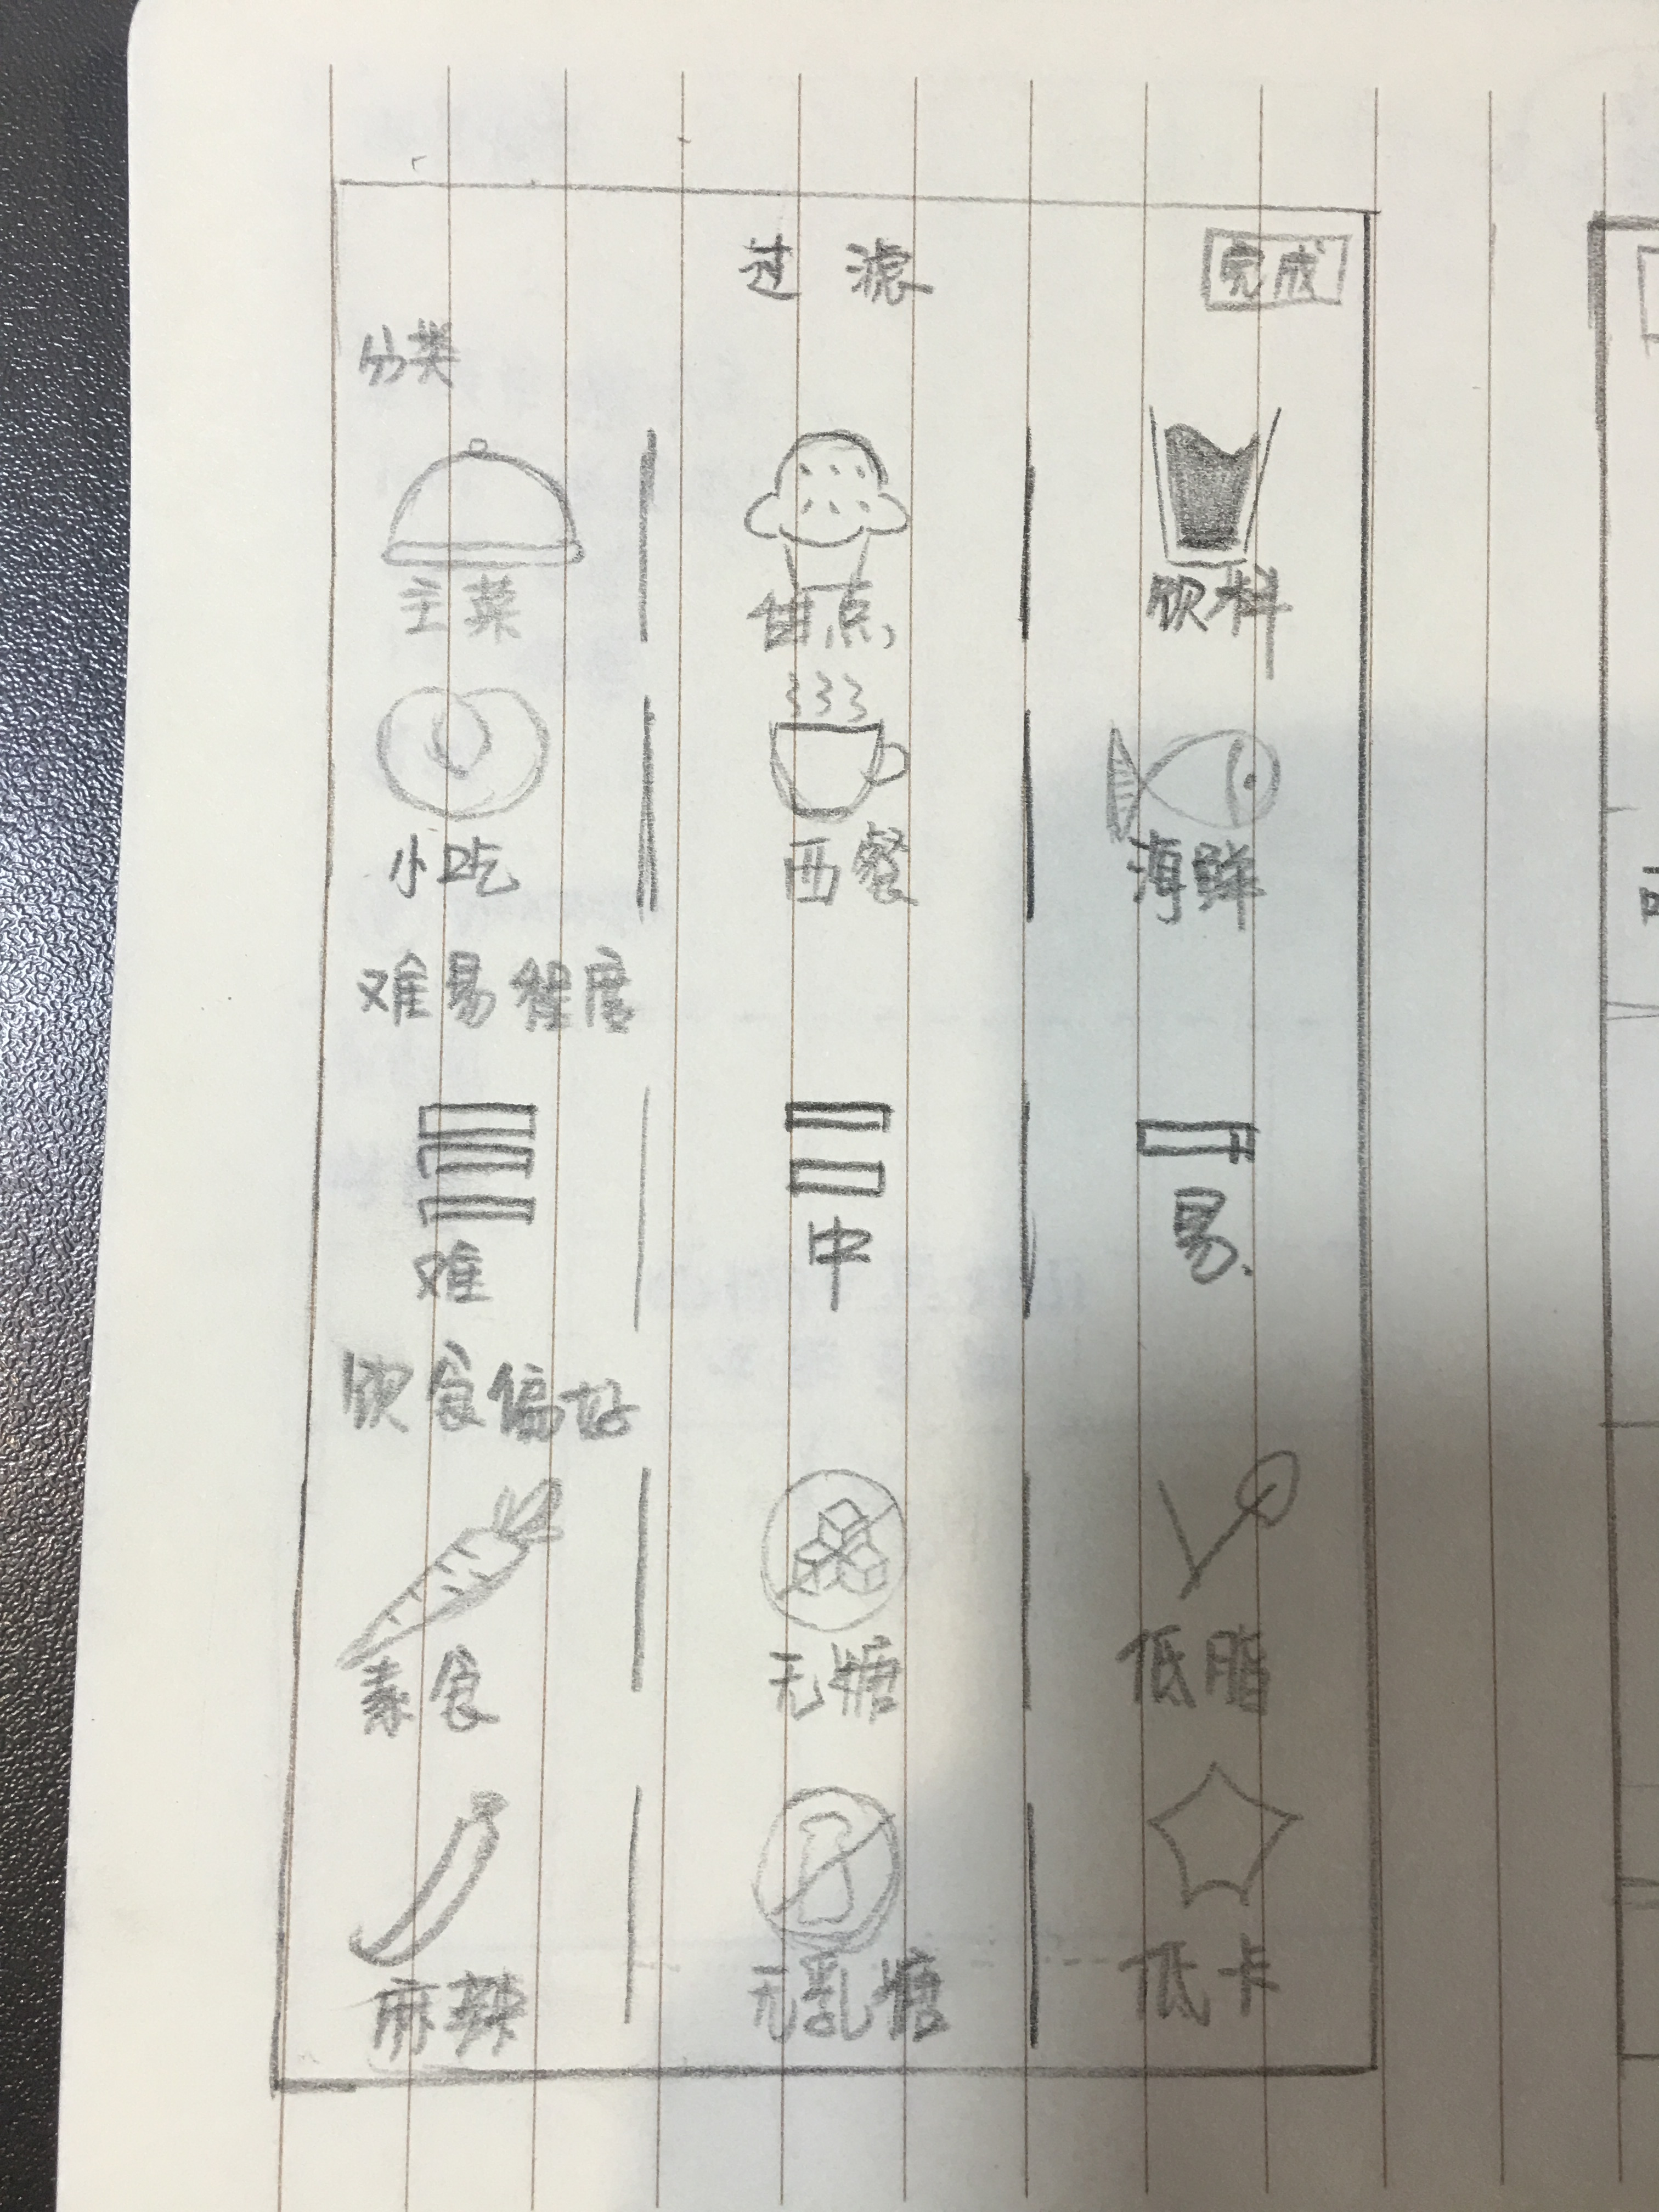 过滤 完成
分类
主菜 甜点 饮料
小吃 西餐 海鲜
难易程度
难 中 易
饮食偏好
素食 无糖 低脂
麻辣 无乳糖 低卡